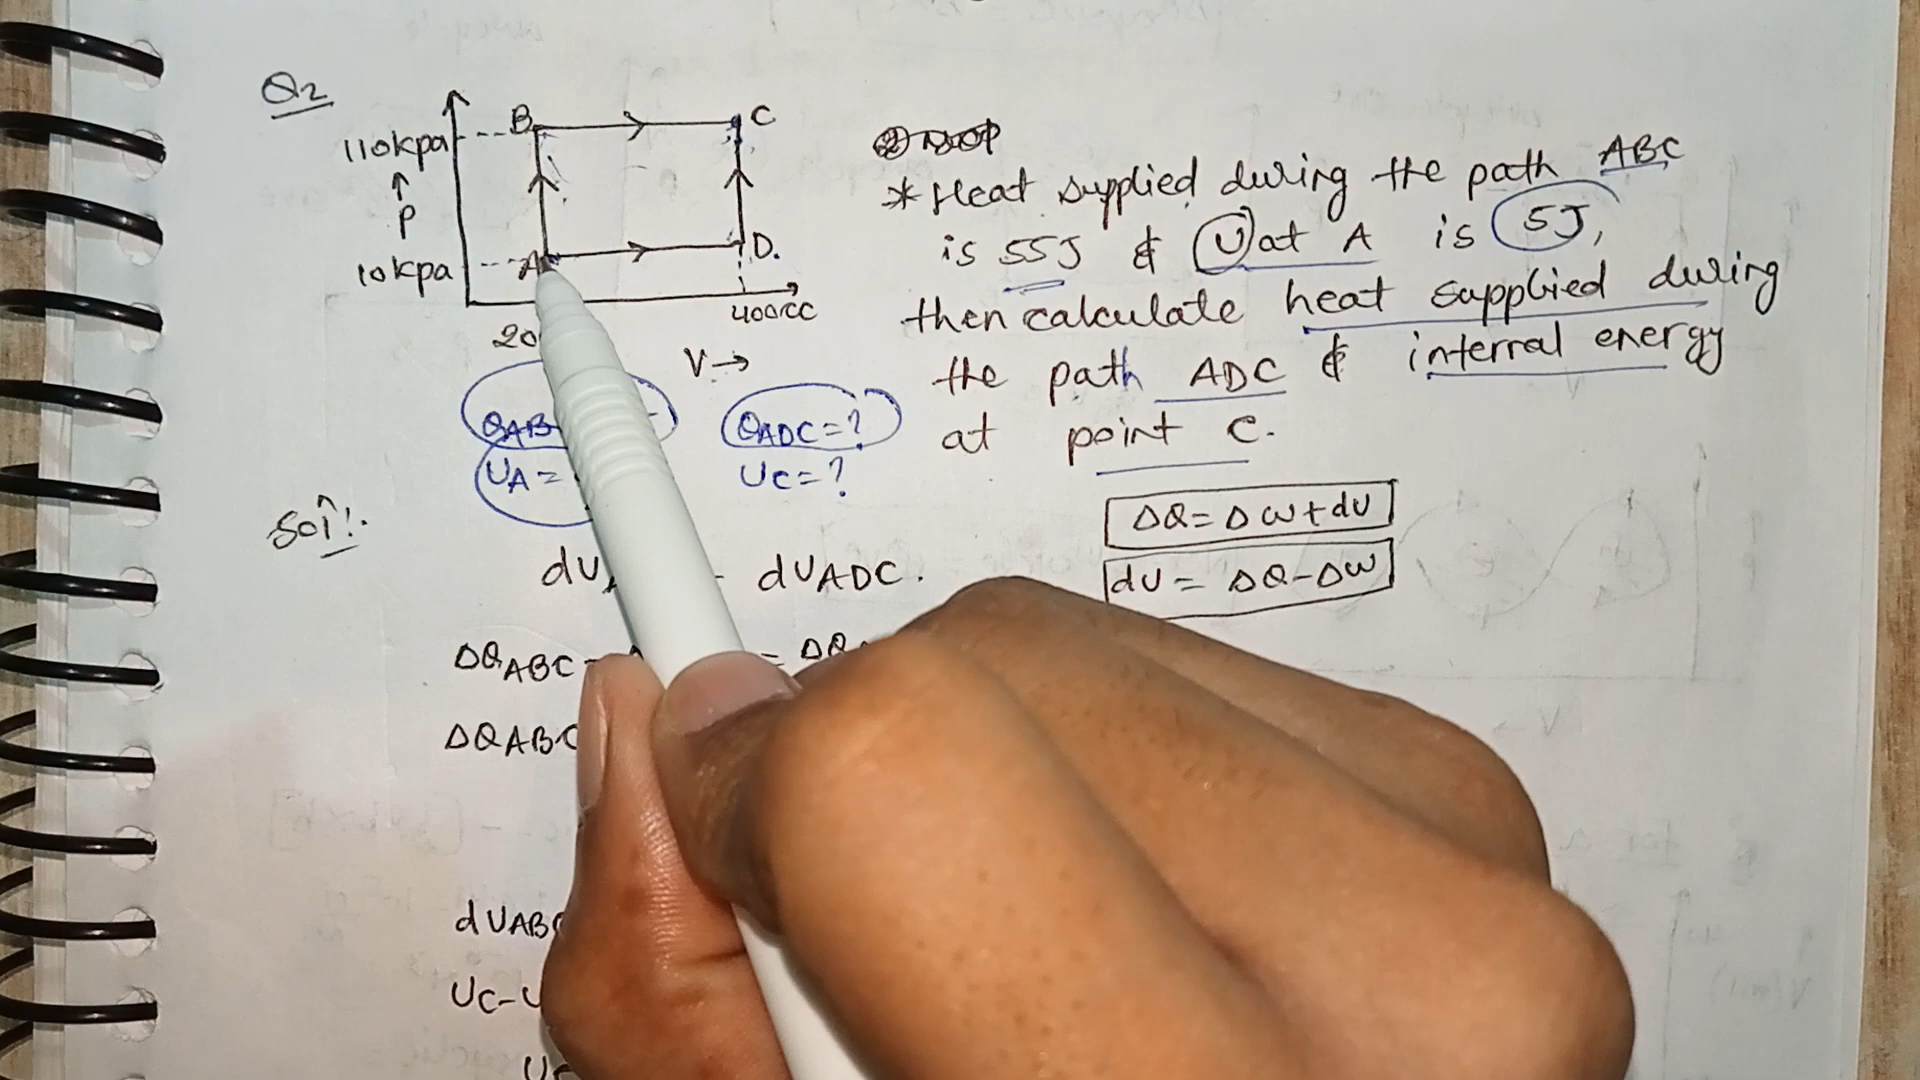 Q2
B
C
110kpa
P
10kpa
A
D.
400cc
V→
* Heat supplied during the path ABC
is 55J & U at A is 5J,
then calculate heat supplied during
the path ADC & internal energy
at point C.
QADC = ?
UA =
UC = ?
Sol:
ΔQ = ΔW + dU
dU = ΔQ - ΔW
dUADC.
ΔQABC -
ΔQABC
dUABC
UC-U